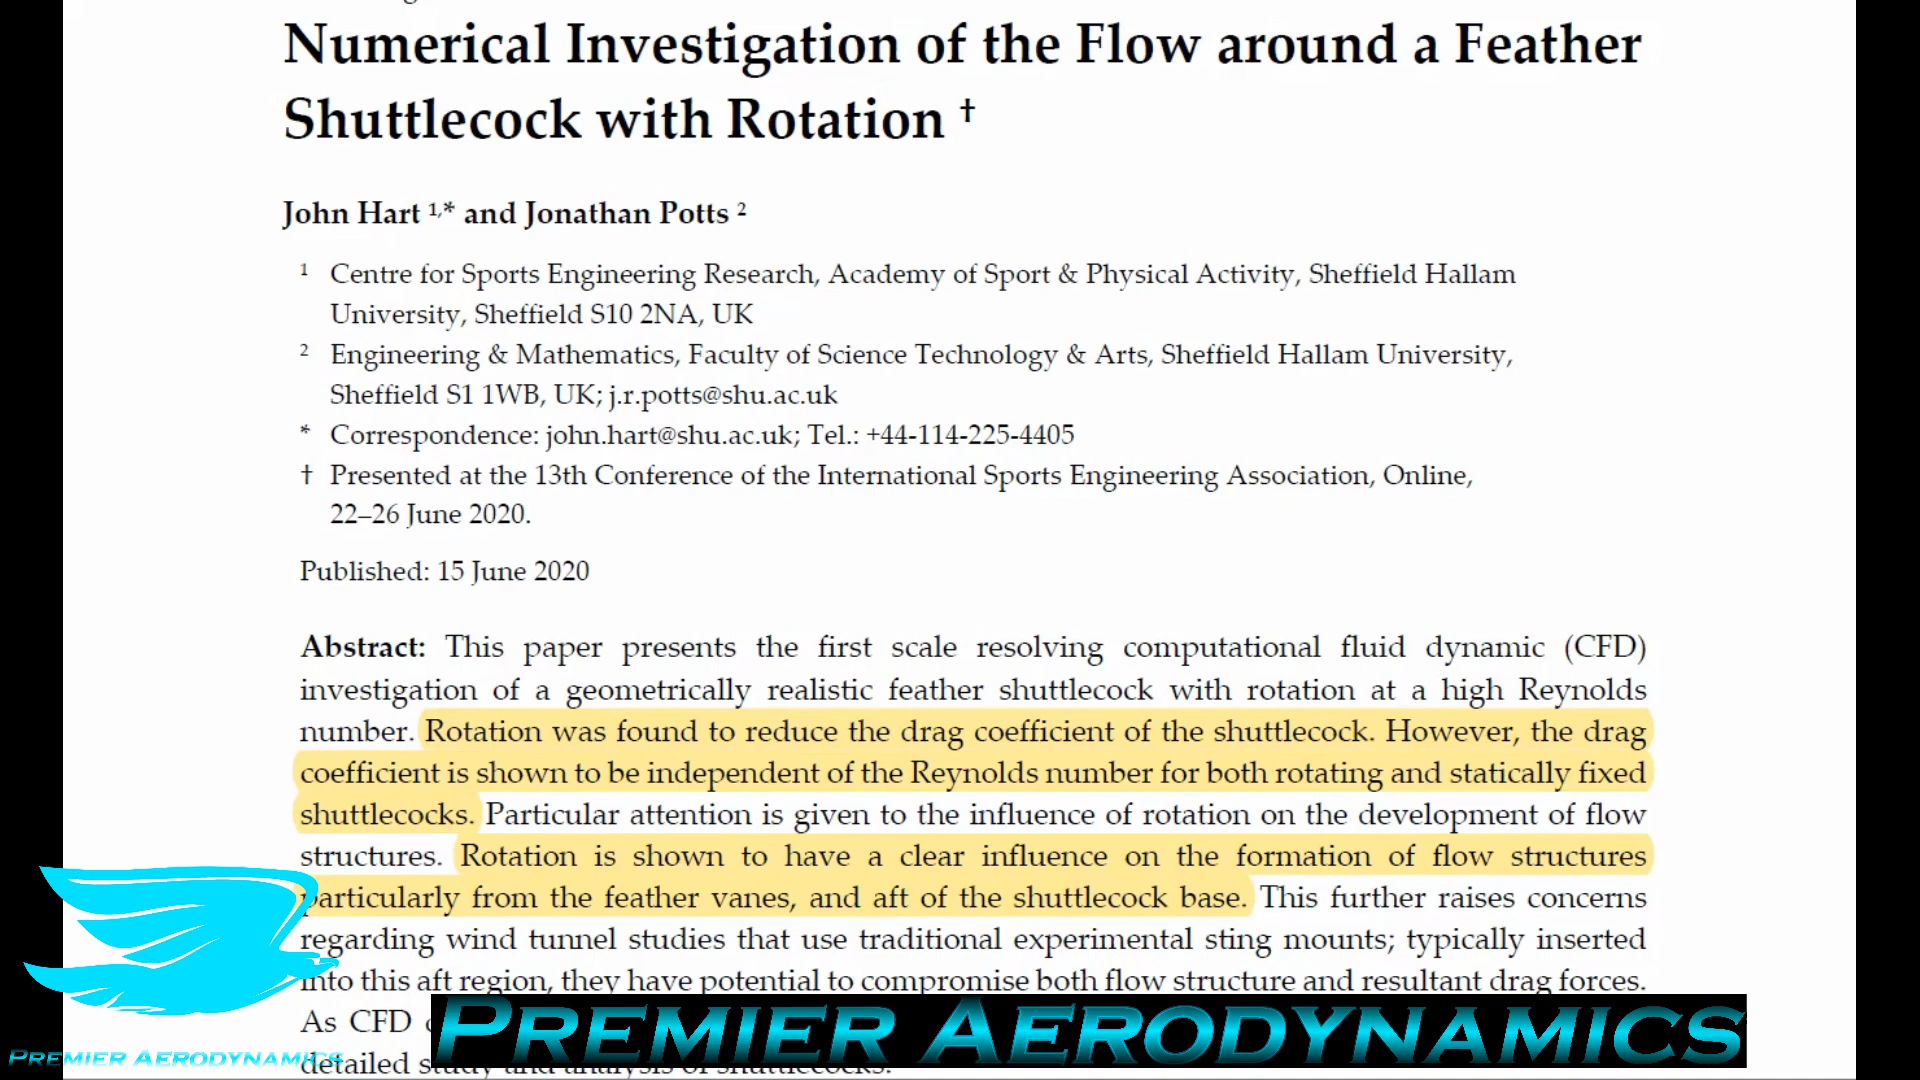 Numerical Investigation of the Flow around a Feather
Shuttlecock with Rotation †
John Hart 1,* and Jonathan Potts 2
1 Centre for Sports Engineering Research, Academy of Sport & Physical Activity, Sheffield Hallam
University, Sheffield S10 2NA, UK
2 Engineering & Mathematics, Faculty of Science Technology & Arts, Sheffield Hallam University,
Sheffield S1 1WB, UK; j.r.potts@shu.ac.uk
* Correspondence: john.hart@shu.ac.uk; Tel.: +44-114-225-4405
† Presented at the 13th Conference of the International Sports Engineering Association, Online,
22–26 June 2020.
Published: 15 June 2020
Abstract: This paper presents the first scale resolving computational fluid dynamic (CFD)
investigation of a geometrically realistic feather shuttlecock with rotation at a high Reynolds
number. Rotation was found to reduce the drag coefficient of the shuttlecock. However, the drag
coefficient is shown to be independent of the Reynolds number for both rotating and statically fixed
shuttlecocks. Particular attention is given to the influence of rotation on the development of flow
structures. Rotation is shown to have a clear influence on the formation of flow structures
particularly from the feather vanes, and aft of the shuttlecock base. This further raises concerns
regarding wind tunnel studies that use traditional experimental sting mounts; typically inserted
into this aft region, they have potential to compromise both flow structure and resultant drag forces.
As CFD
PREMIER AERODYNAMICS
PREMIER AERODYNAMICS
detailed study and analysis of shuttlecocks.